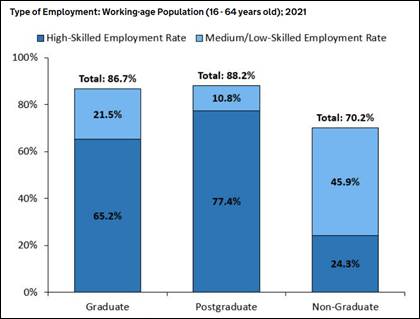 Type of Employment: Working-age Population (16 - 64 years old); 2021
High-Skilled Employment Rate
Medium/Low-Skilled Employment Rate
100%
80%
60%
40%
20%
0%
Total: 86.7%
21.5%
65.2%
Total: 88.2%
10.8%
77.4%
Total: 70.2%
45.9%
24.3%
Graduate
Postgraduate
Non-Graduate